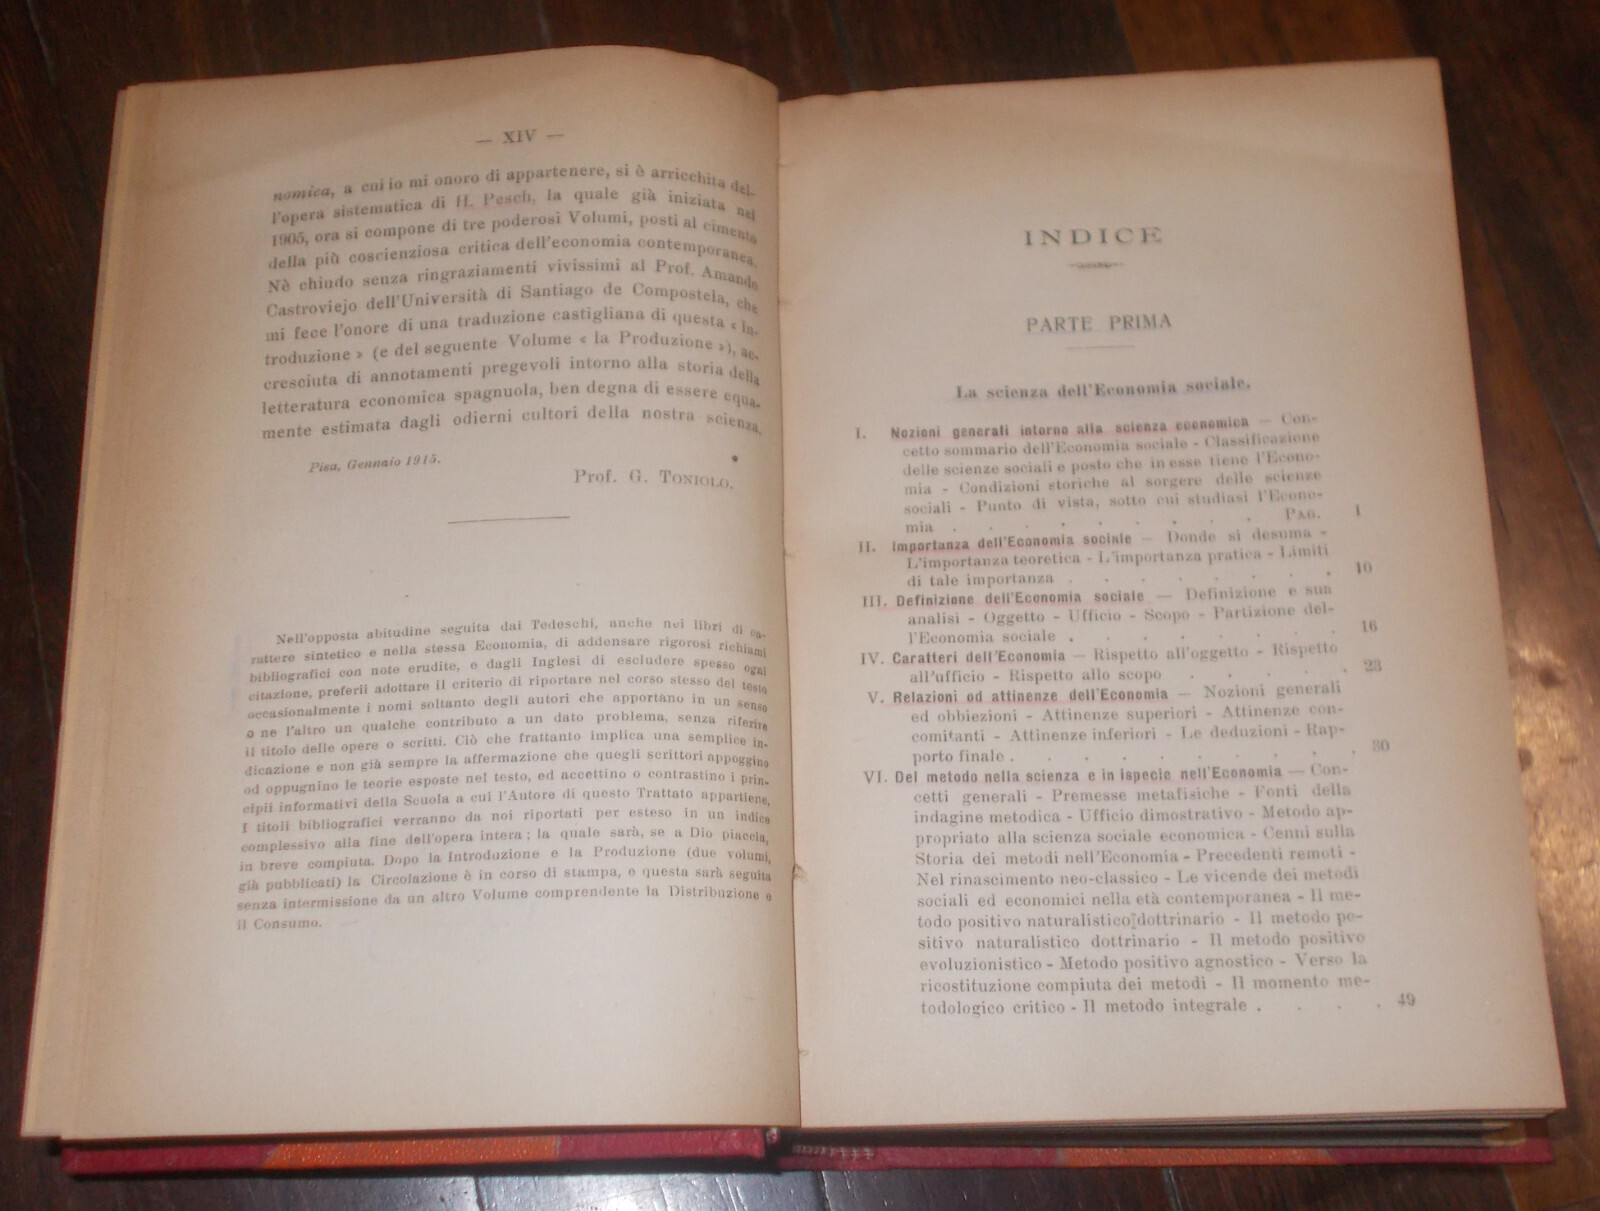 — XIV —
nomica, a cui io mi onoro di appartenere, si è arricchita del-
l'opera sistematica di H. Pesch, la quale già iniziata nel
1905, ora si compone di tre poderosi Volumi, posti al cimento
della più coscienziosa critica dell'economia contemporanea.
Nè chiudo senza ringraziamenti vivissimi al Prof. Amando
Castroviejo dell'Università di Santiago de Compostela, che
mi fece l'onore di una traduzione castigliana di questa « In-
troduzione » (e del seguente Volume « la Produzione »), ac-
cresciuta di annotamenti pregevoli intorno alla storia della
letteratura economica spagnuola, ben degna di essere equa-
mente estimata dagli odierni cultori della nostra scienza.
Pisa, Gennaio 1915.
Prof. G. TONIOLO.
Nell'opposta abitudine seguita dai Tedeschi, anche nei libri di ca-
rattere sintetico e nella stessa Economia, di addensare rigorosi richiami
bibliografici con note erudite, e dagli Inglesi di escludere spesso ogni
citazione, preferii adottare il criterio di riportare nel corso stesso del testo
occasionalmente i nomi soltanto degli autori che apportano in un senso
o ne l'altro un qualche contributo a un dato problema, senza riferire
il titolo delle opere o scritti. Ciò che frattanto implica una semplice in-
dicazione e non già sempre la affermazione che quegli scrittori appoggino
od oppugnino le teorie esposte nel testo, ed accettino o contrastino i prin-
cipii informativi della Scuola a cui l'Autore di questo Trattato appartiene.
I titoli bibliografici verranno da noi riportati per esteso in un indice
complessivo alla fine dell'opera intera; la quale sarà, se a Dio piaccia,
in breve compiuta. Dopo la Introduzione e la Produzione (due volumi,
già pubblicati) la Circolazione è in corso di stampa, e questa sarà seguita
senza intermissione da un altro Volume comprendente la Distribuzione e
il Consumo.
INDICE
PARTE PRIMA
La scienza dell'Economia sociale.
I. Nozioni generali intorno alla scienza economica — Con-
cetto sommario dell'Economia sociale - Classificazione
delle scienze sociali e posto che in esse tiene l'Econo-
mia - Condizioni storiche al sorgere delle scienze
sociali - Punto di vista, sotto cui studiasi l'Econo-
mia . . . . . . . . . PAG. 1
II. Importanza dell'Economia sociale — Donde si desuma -
L'importanza teoretica - L'importanza pratica - Limiti
di tale importanza . . . . . . . . 10
III. Definizione dell'Economia sociale — Definizione e sua
analisi - Oggetto - Ufficio - Scopo - Partizione del-
l'Economia sociale . . . . . . . . 16
IV. Caratteri dell'Economia — Rispetto all'oggetto - Rispetto
all'ufficio - Rispetto allo scopo . . . . . 23
V. Relazioni od attinenze dell'Economia — Nozioni generali
ed obbiezioni - Attinenze superiori - Attinenze con-
comitanti - Attinenze inferiori - Le deduzioni - Rap-
porto finale . . . . . . . . . . 30
VI. Del metodo nella scienza e in ispecie nell'Economia — Con-
cetti generali - Premesse metafisiche - Fonti della
indagine metodica - Ufficio dimostrativo - Metodo ap-
propriato alla scienza sociale economica - Cenni sulla
Storia dei metodi nell'Economia - Precedenti remoti -
Nel rinascimento neo-classico - Le vicende dei metodi
sociali ed economici nella età contemporanea - Il me-
todo positivo naturalistico dottrinario - Il metodo po-
sitivo naturalistico dottrinario - Il metodo positivo
evoluzionistico - Metodo positivo agnostico - Verso la
ricostituzione compiuta dei metodi - Il momento me-
todologico critico - Il metodo integrale . . . . 49